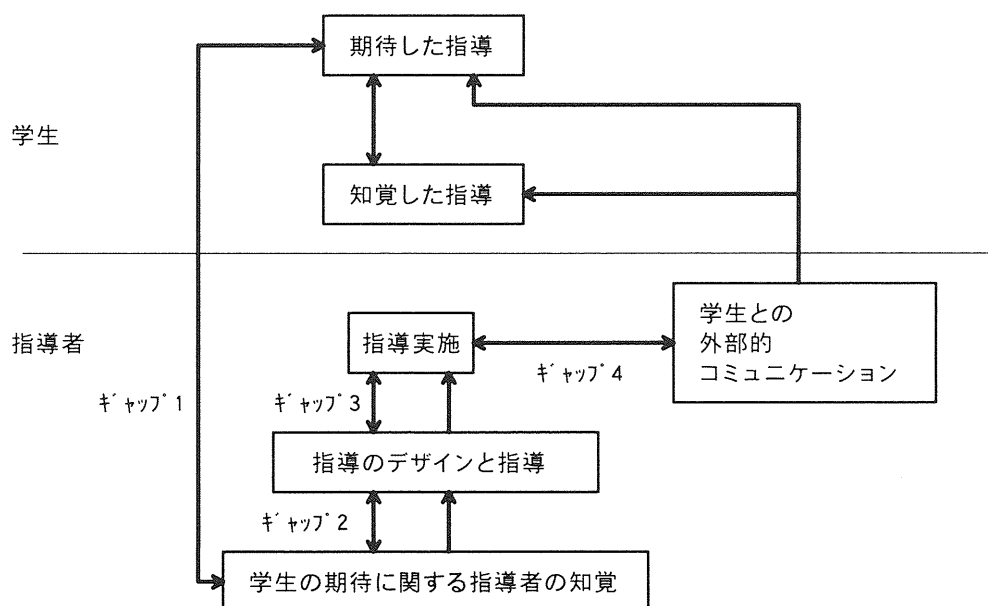 期待した指導
学生
知覚した指導
指導者
指導実施
学生との
外部的
コミュニケーション
ギャップ4
ギャップ1
ギャップ3
指導のデザインと指導
ギャップ2
学生の期待に関する指導者の知覚